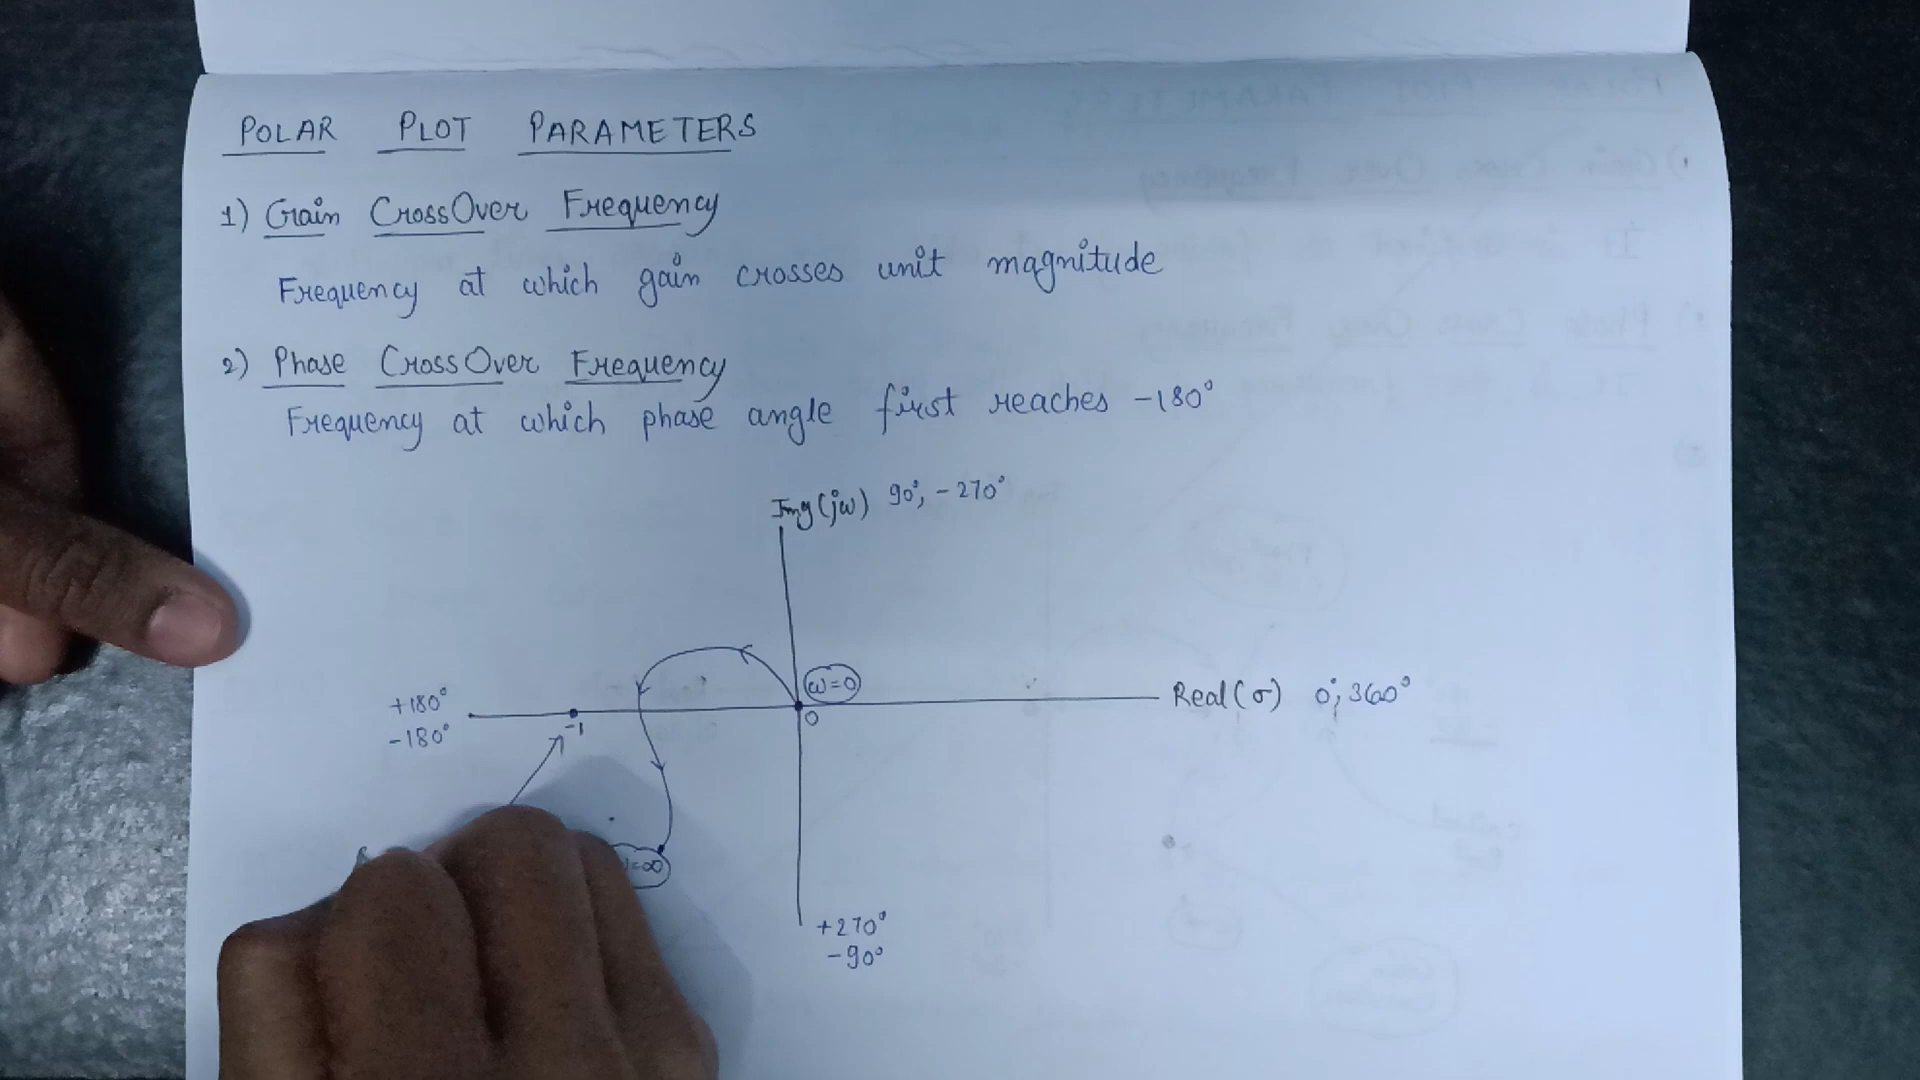 POLAR PLOT PARAMETERS
1) Gain CrossOver Frequency
Frequency at which gain crosses unit magnitude
2) Phase CrossOver Frequency
Frequency at which phase angle first reaches -180°
Img(jω) 90°, -270°
ω=0
+180°
-180°
-1
0
Real(σ) 0°, 360°
=∞
+270°
-90°